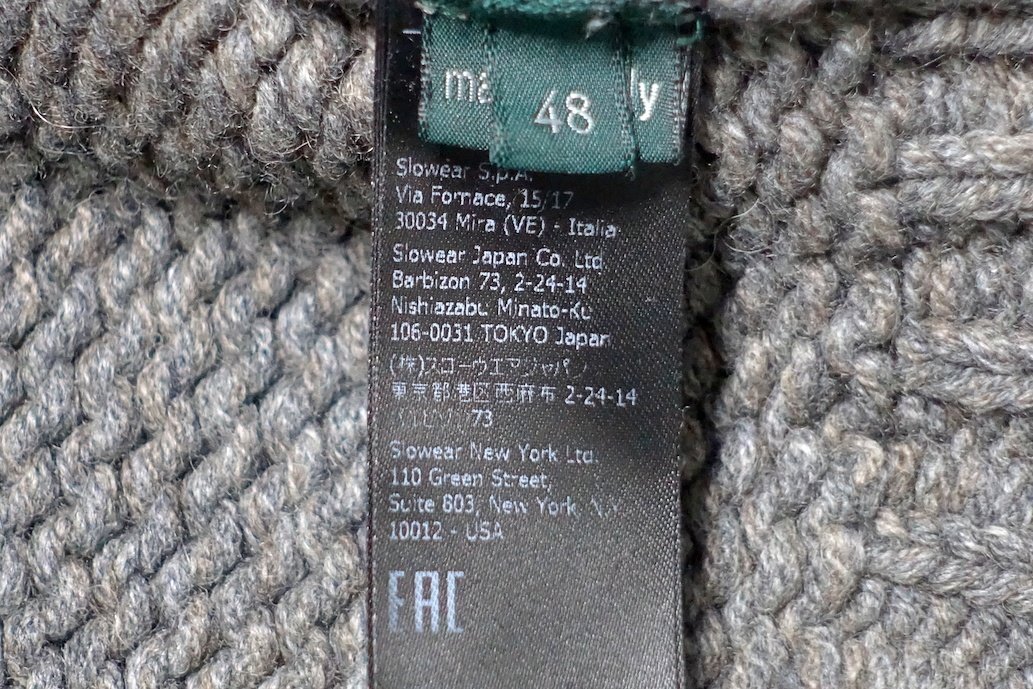 ma
48
ly
Slowear S.p.A.
Via Fornace, 15/17
30034 Mira (VE) - Italia
Slowear Japan Co. Ltd
Barbizon 73, 2-24-14
Nishiazabu Minato-Ku
106-0031 TOKYO Japan
(株)スローウエアジャパン
東京都港区西麻布 2-24-14
73
Slowear New York Ltd.
110 Green Street,
Suite 603, New York, N.Y
10012 - USA
EAC